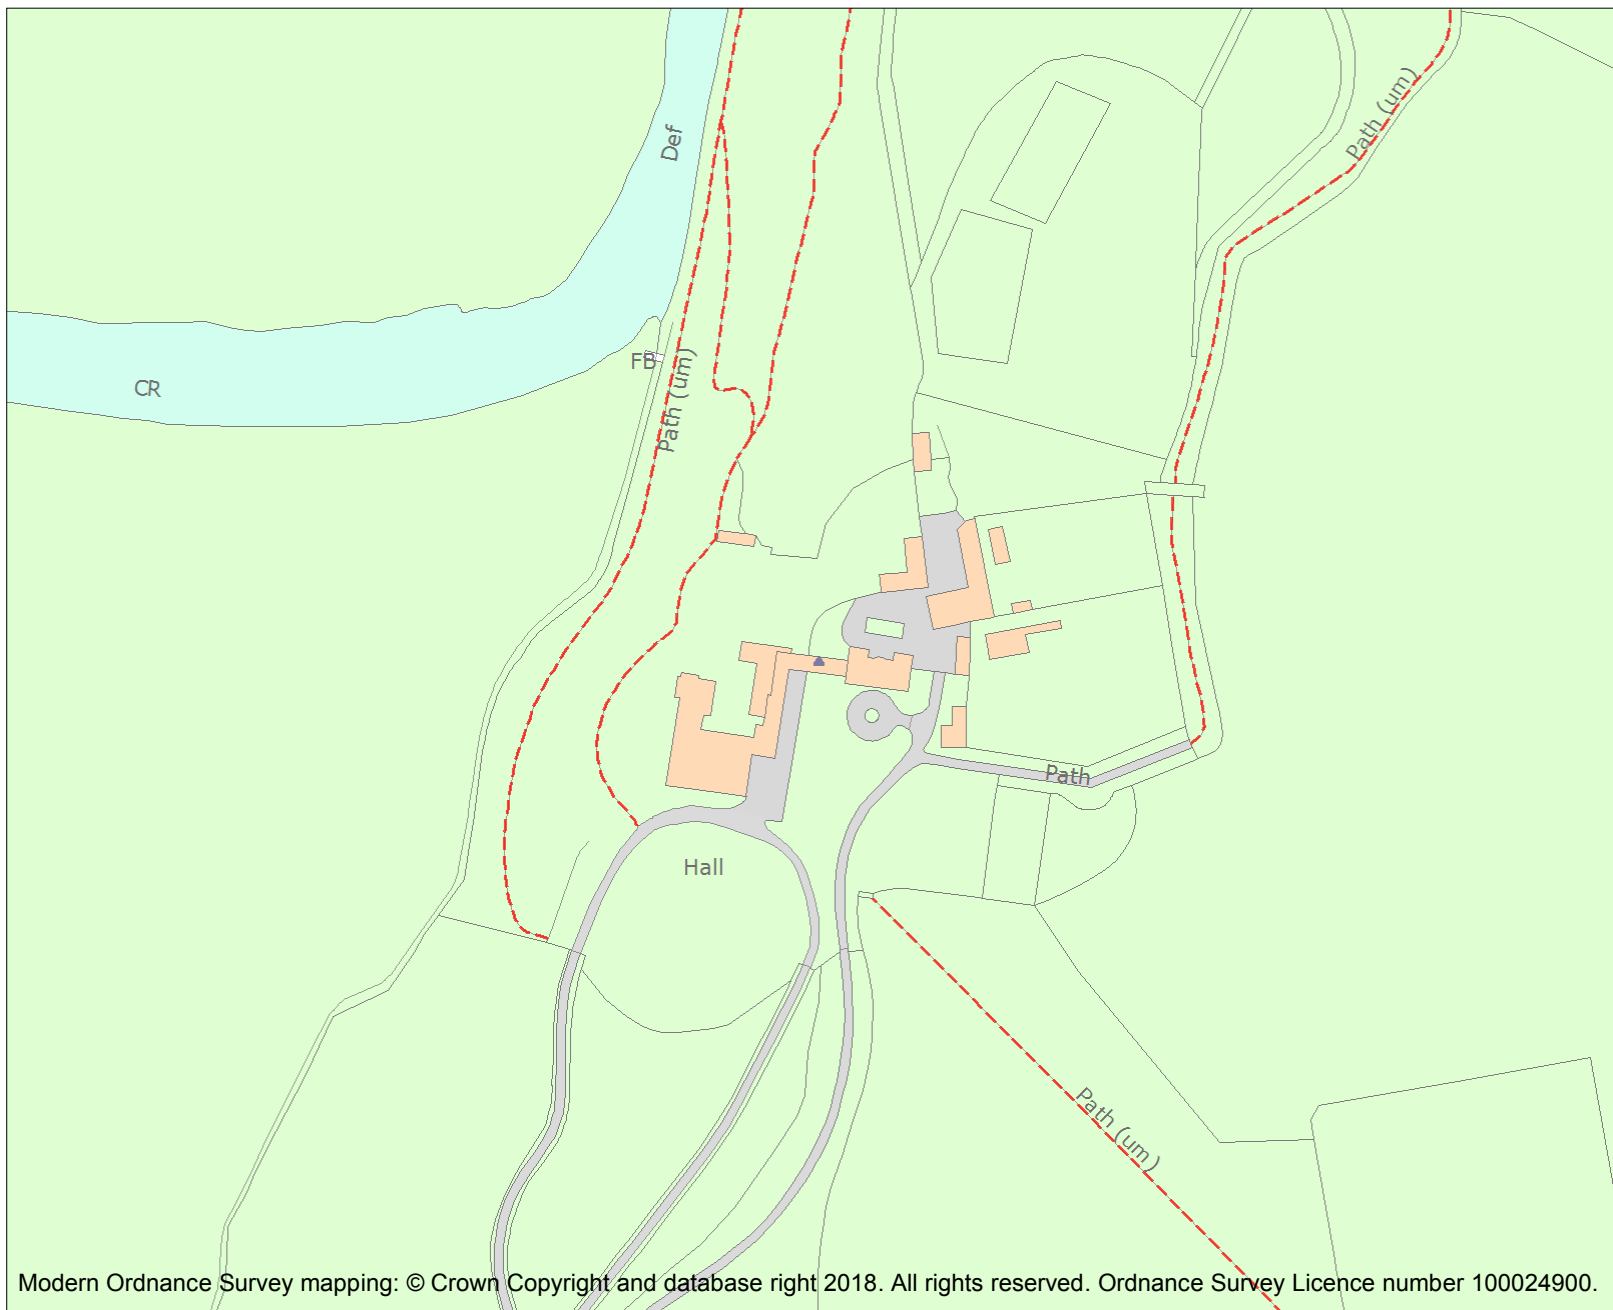 Path (um)
Def
FB
Path (um)
CR
Path
Hall
Path (um)
Modern Ordnance Survey mapping: © Crown Copyright and database right 2018. All rights reserved. Ordnance Survey Licence number 100024900.